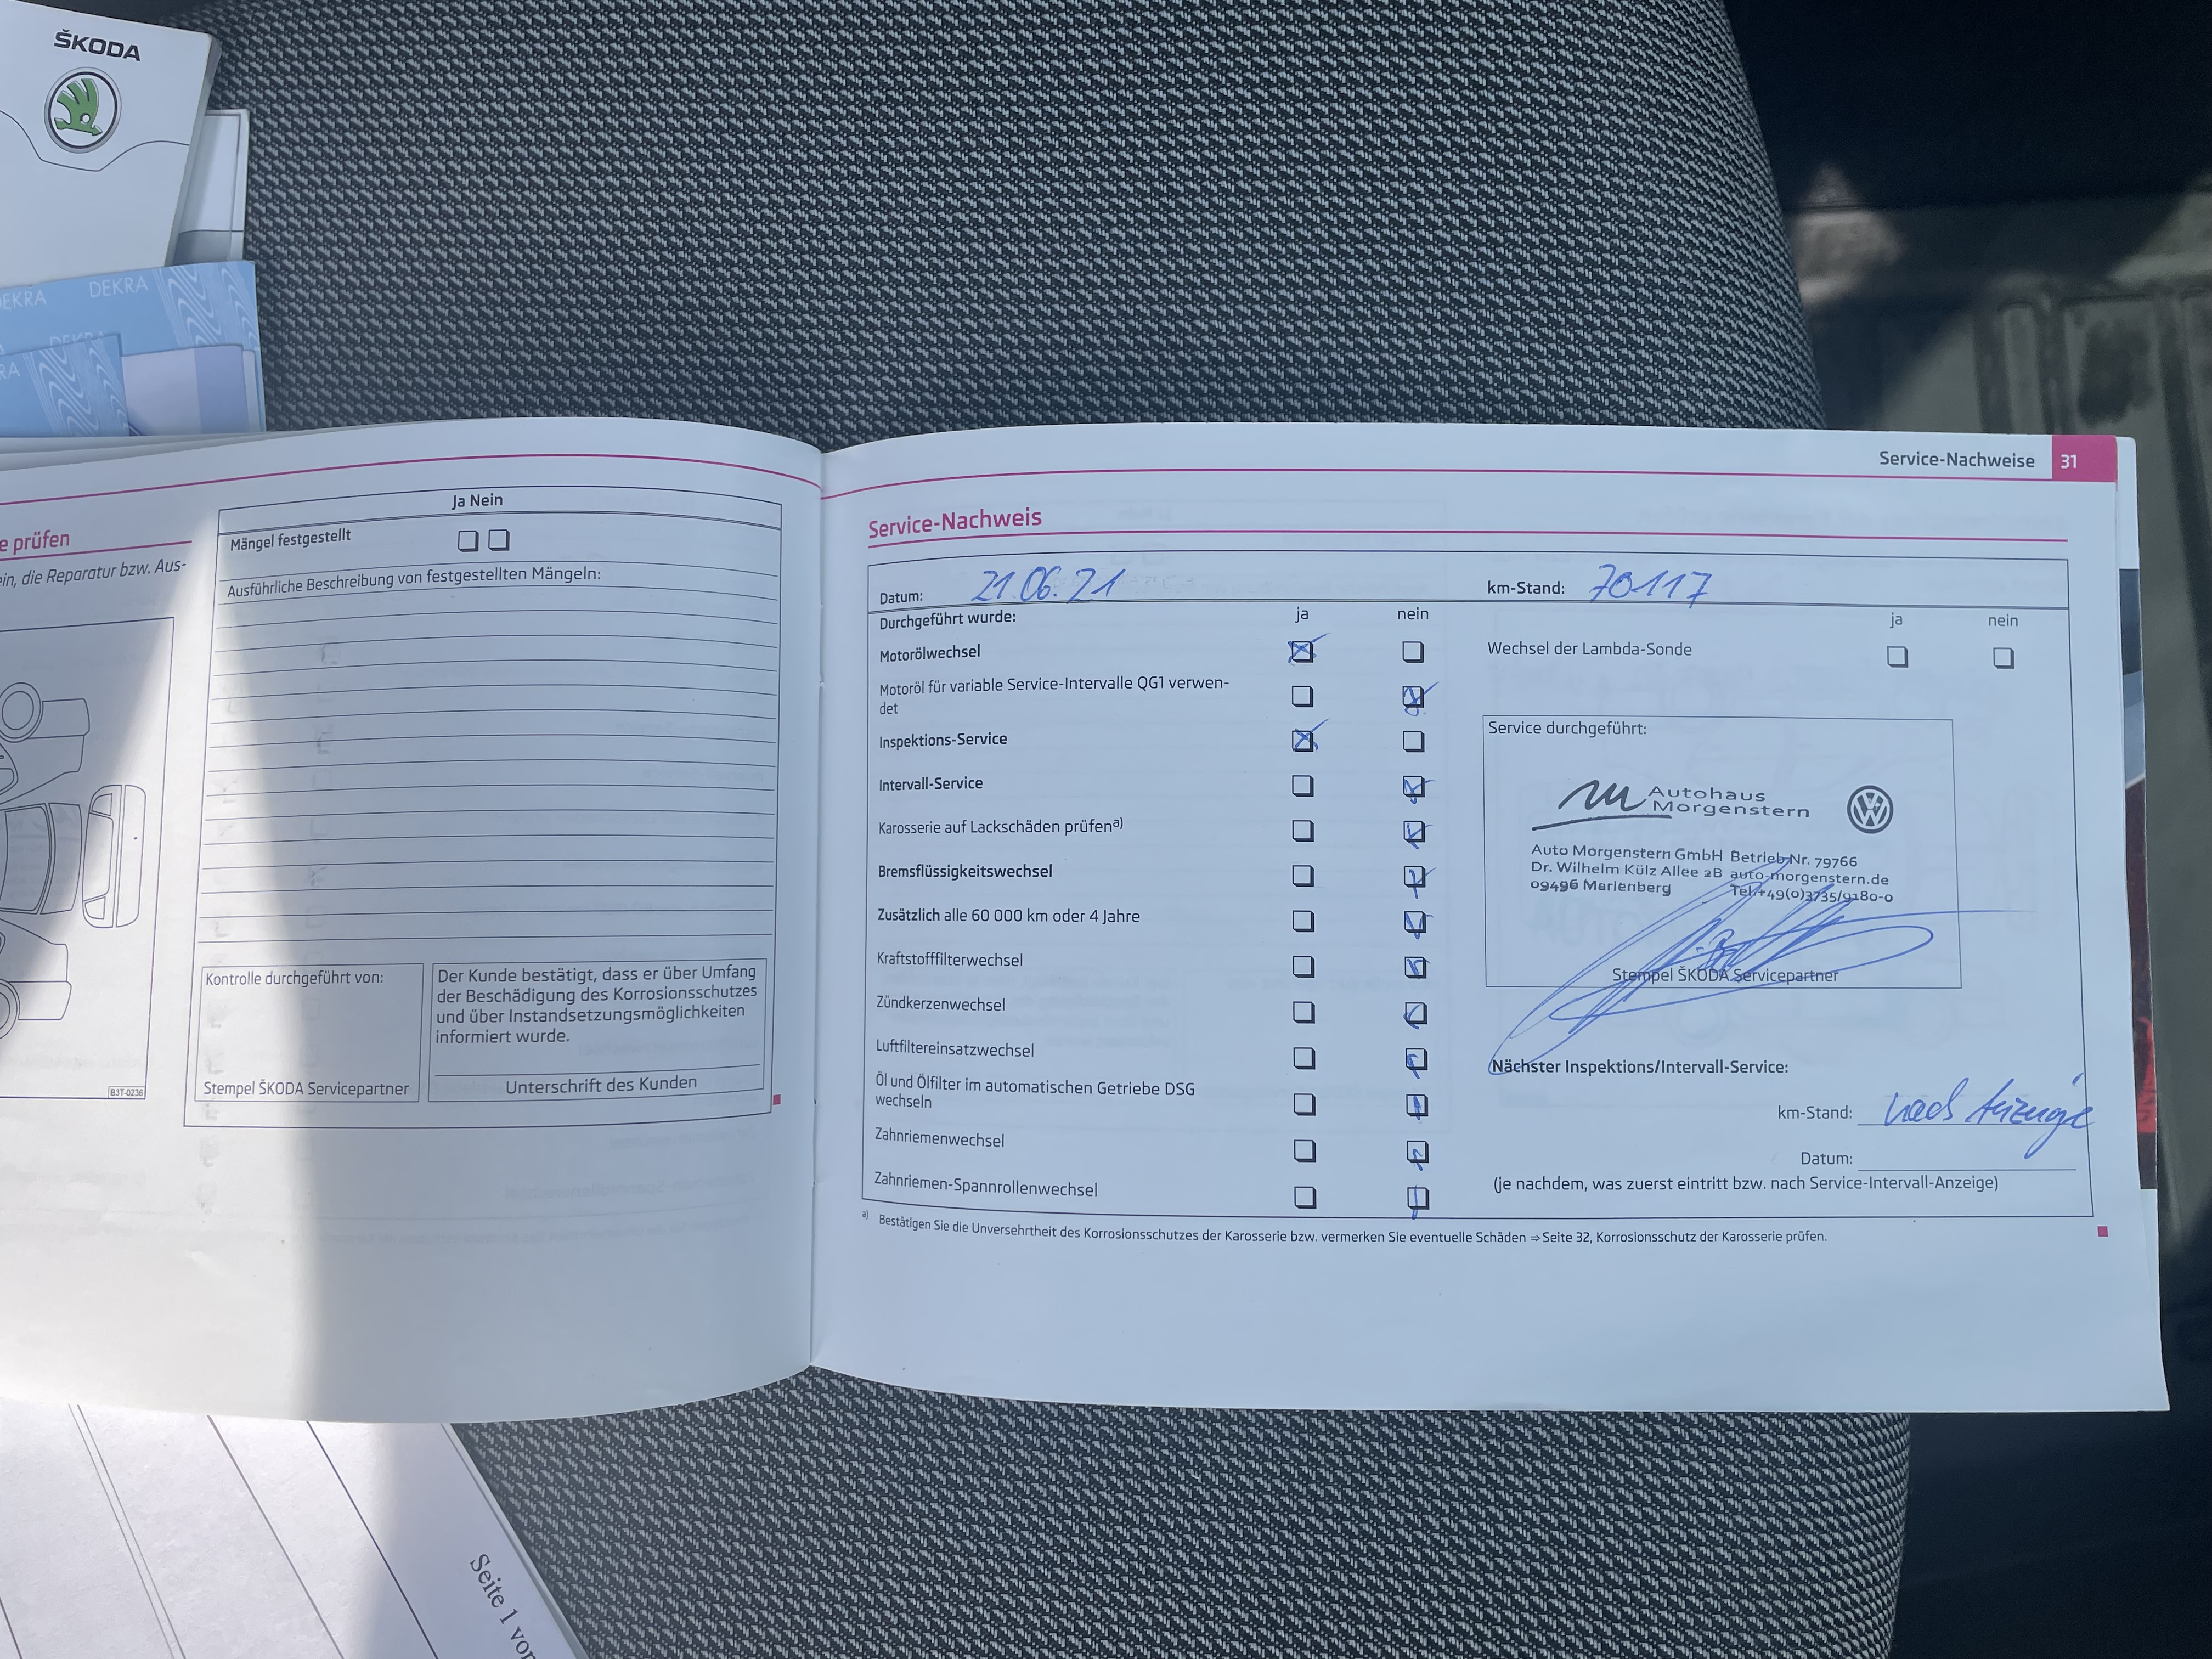 ŠKODA
DEKRA
DEKRA
Ja Nein
e prüfen
Mängel festgestellt
ein, die Reparatur bzw. Aus-
Ausführliche Beschreibung von festgestellten Mängeln:
Kontrolle durchgeführt von:
Stempel ŠKODA Servicepartner
Der Kunde bestätigt, dass er über Umfang
der Beschädigung des Korrosionsschutzes
und über Instandsetzungsmöglichkeiten
informiert wurde.
Unterschrift des Kunden
B3T-0236
Service-Nachweise 31
Service-Nachweis
Datum: 21.06.21 km-Stand: 70117
Durchgeführt wurde: ja nein
Motorölwechsel
Motoröl für variable Service-Intervalle QG1 verwen-
det
Inspektions-Service
Intervall-Service
Karosserie auf Lackschäden prüfen a)
Bremsflüssigkeitswechsel
Zusätzlich alle 60 000 km oder 4 Jahre
Kraftstofffilterwechsel
Zündkerzenwechsel
Luftfiltereinsatzwechsel
Öl und Ölfilter im automatischen Getriebe DSG
wechseln
Zahnriemenwechsel
Zahnriemen-Spannrollenwechsel
ja nein
Wechsel der Lambda-Sonde
Service durchgeführt:
Autohaus
Morgenstern
Auto Morgenstern GmbH Betrieb Nr. 79766
Dr. Wilhelm Külz Allee 2B auto-morgenstern.de
09496 Marienberg Tel.+49(0)3735/9180-0
Stempel ŠKODA Servicepartner
Nächster Inspektions/Intervall-Service:
km-Stand: nach Anzeige
Datum:
(je nachdem, was zuerst eintritt bzw. nach Service-Intervall-Anzeige)
a) Bestätigen Sie die Unversehrtheit des Korrosionsschutzes der Karosserie bzw. vermerken Sie eventuelle Schäden ⇒ Seite 32, Korrosionsschutz der Karosserie prüfen.
Seite 1 von